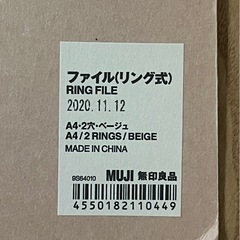 ファイル(リング式)
RING FILE
2020.11.12
A4・2穴・ベージュ
A4/2 RINGS/BEIGE
MADE IN CHINA
9S64010 MUJI 無印良品
4550182110449